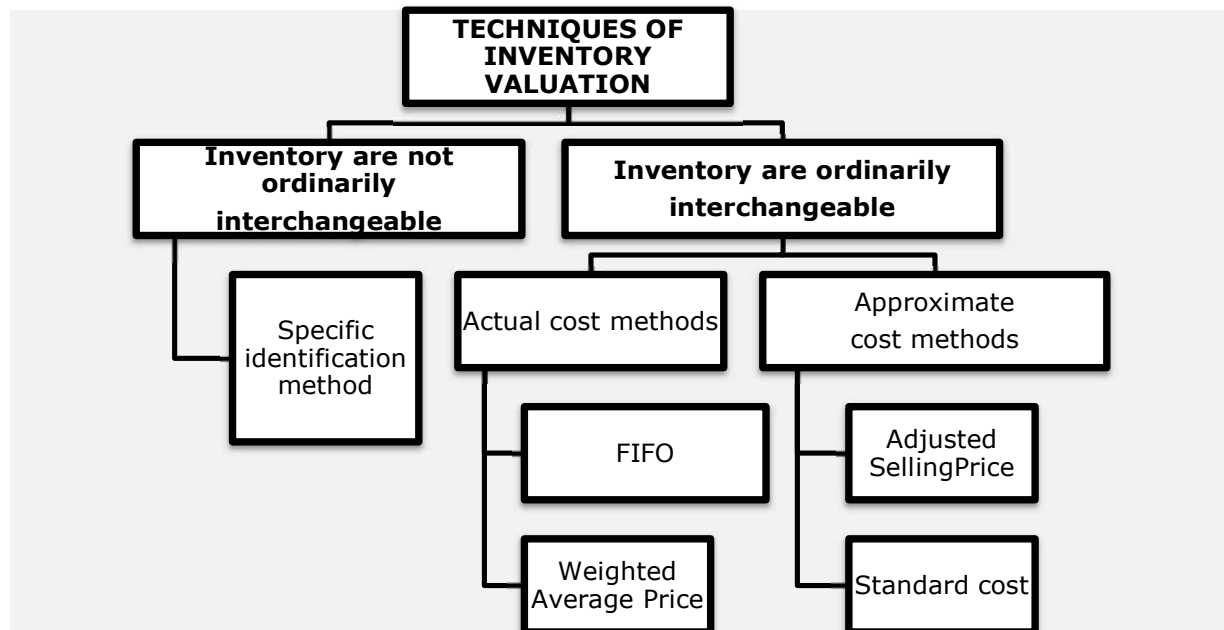 TECHNIQUES OF
INVENTORY
VALUATION
Inventory are not
ordinarily
interchangeable
Inventory are ordinarily
interchangeable
Specific
identification
method
Actual cost methods
Approximate
cost methods
FIFO
Adjusted
SellingPrice
Weighted
Average Price
Standard cost